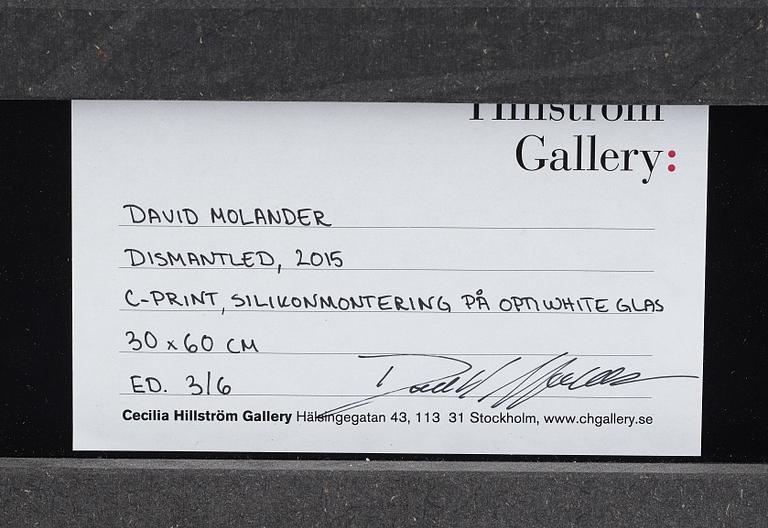 Hillström
Gallery:
DAVID MOLANDER
DISMANTLED, 2015
C-PRINT, SILIKONMONTERING PÅ OPTIWHITE GLAS
30 x 60 CM
ED. 3/6
Cecilia Hillström Gallery Hälsingegatan 43, 113 31 Stockholm, www.chgallery.se